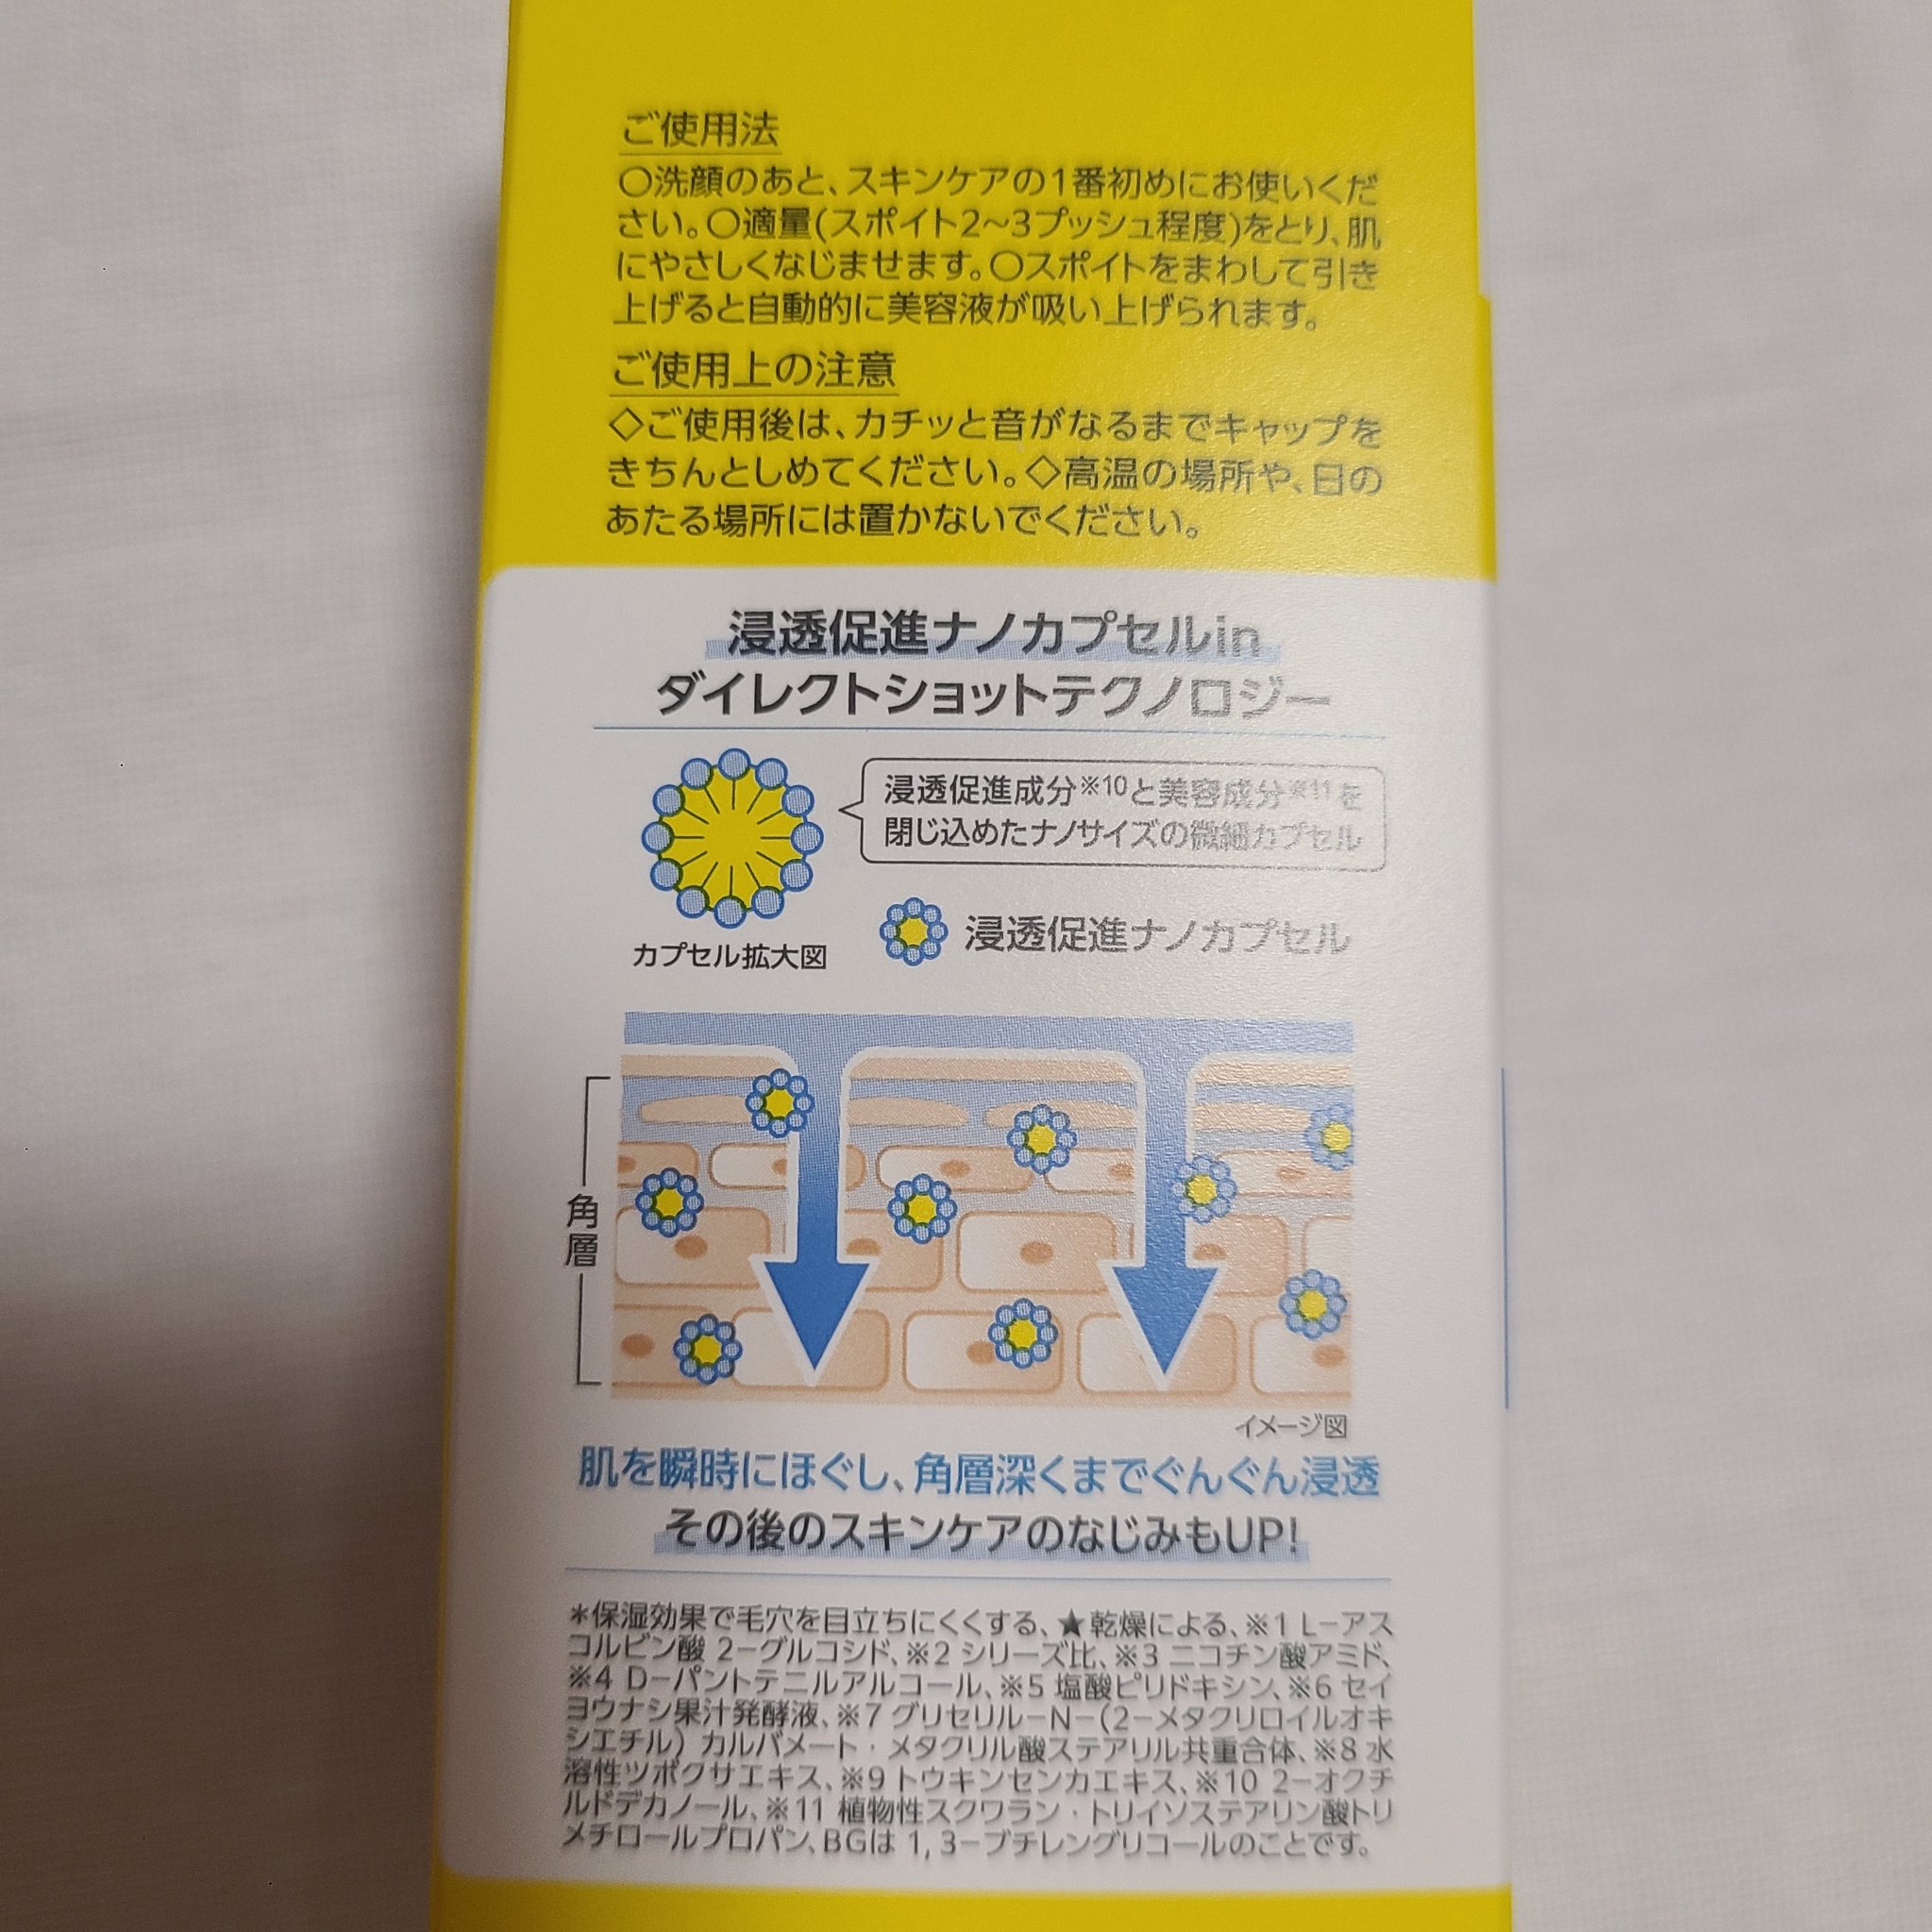 ご使用法
○洗顔のあと、スキンケアの1番初めにお使いくだ
さい。○適量(スポイト2~3プッシュ程度)をとり、肌
にやさしくなじませます。○スポイトをまわして引き
上げると自動的に美容液が吸い上げられます。
ご使用上の注意
◇ご使用後は、カチッと音がなるまでキャップを
きちんとしめてください。◇高温の場所や、日の
あたる場所には置かないでください。
浸透促進ナノカプセルin
ダイレクトショットテクノロジー
浸透促進成分※10と美容成分※11を
閉じ込めたナノサイズの微細カプセル
カプセル拡大図
浸透促進ナノカプセル
角層
イメージ図
肌を瞬時にほぐし、角層深くまでぐんぐん浸透
その後のスキンケアのなじみもUP!
*保湿効果で毛穴を目立ちにくくする、★乾燥による、※1 L-アス
コルビン酸 2-グルコシド、※2 シリーズ比、※3 ニコチン酸アミド、
※4 D-パントテニルアルコール、※5 塩酸ピリドキシン、※6 セイ
ヨウナシ果汁発酵液、※7 グリセリル-N-(2-メタクリロイルオキ
シエチル) カルバメート・メタクリル酸ステアリル共重合体、※8 水
溶性ツボクサエキス、※9 トウキンセンカエキス、※10 2-オクチ
ルドデカノール、※11 植物性スクワラン・トリイソステアリン酸トリ
メチロールプロパン、BGは 1, 3-ブチレングリコールのことです。